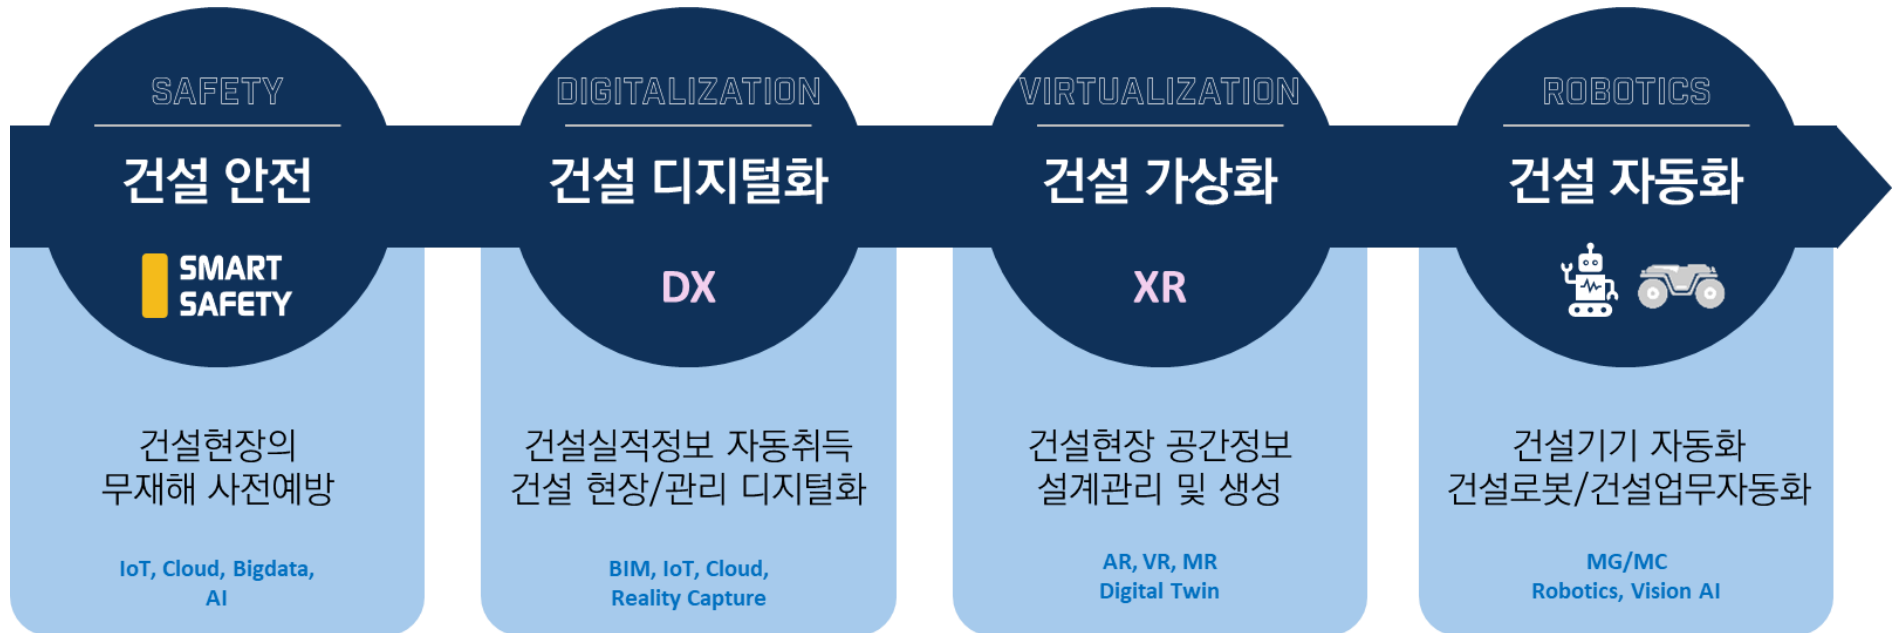 SAFETY
건설 안전
SMART
SAFETY
건설현장의
무재해 사전예방
IoT, Cloud, Bigdata,
AI
DIGITALIZATION
건설 디지털화
DX
건설실적정보 자동취득
건설 현장/관리 디지털화
BIM, IoT, Cloud,
Reality Capture
VIRTUALIZATION
건설 가상화
XR
건설현장 공간정보
설계관리 및 생성
AR, VR, MR
Digital Twin
ROBOTICS
건설 자동화
건설기기 자동화
건설로봇/건설업무자동화
MG/MC
Robotics, Vision AI